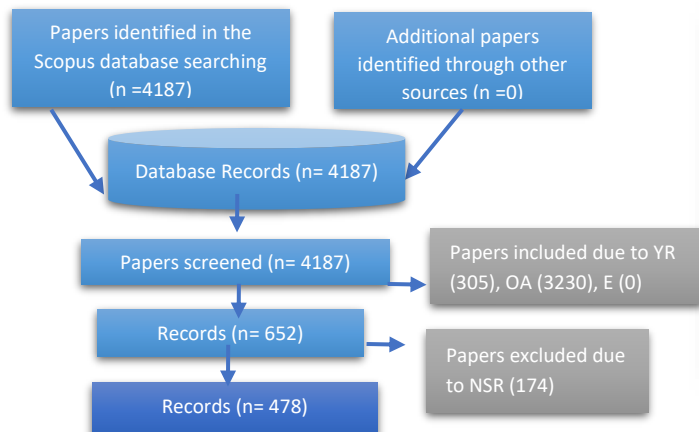 Papers identified in the
Scopus database searching
(n =4187)
Additional papers
identified through other
sources (n =0)
Database Records (n= 4187)
Papers screened (n= 4187)
Papers included due to YR
(305), OA (3230), E (0)
Records (n= 652)
Papers excluded due
to NSR (174)
Records (n= 478)